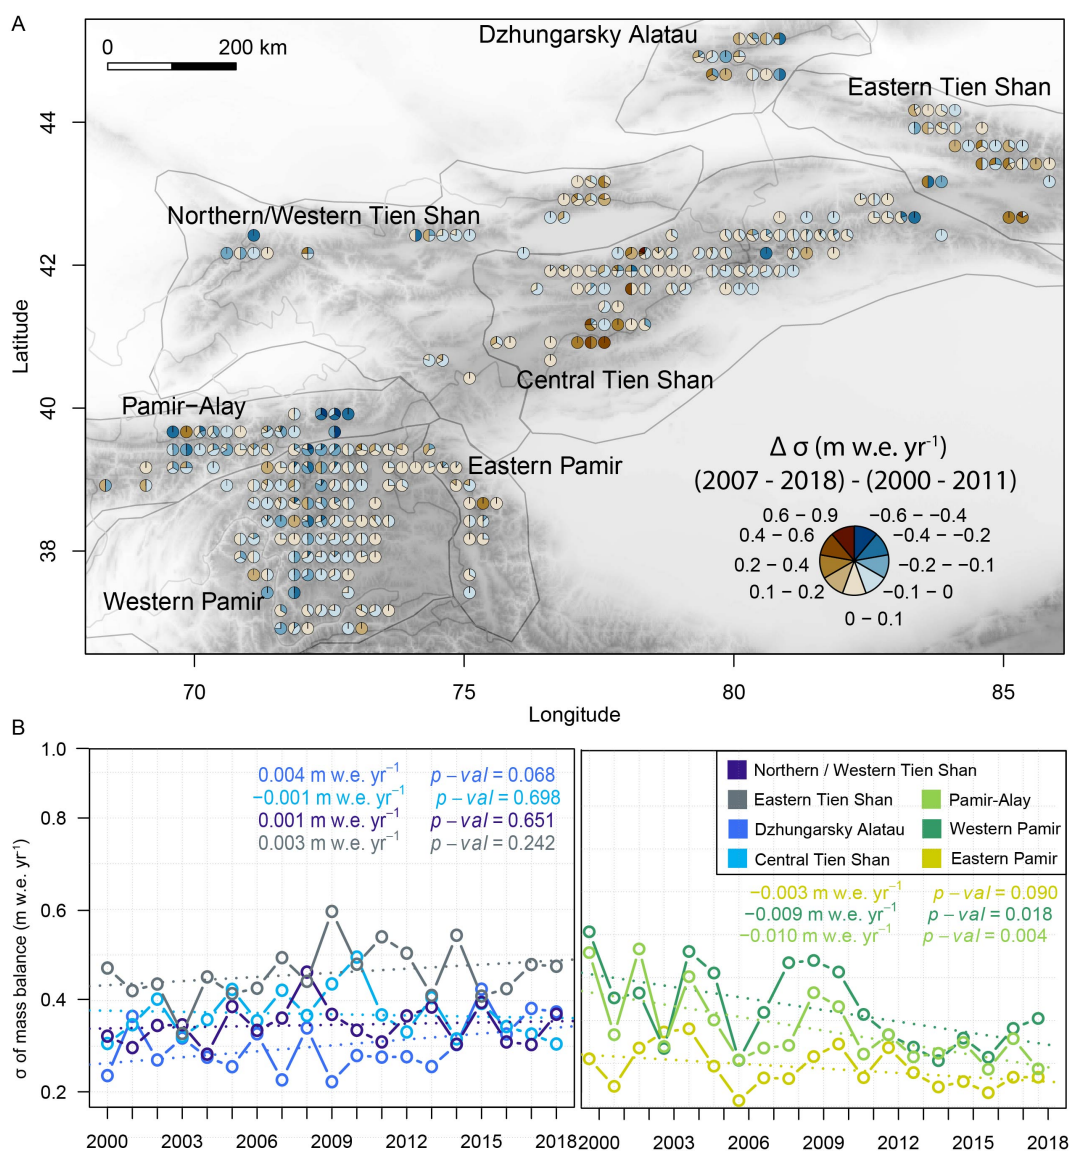 A
0 200 km
Dzhungarsky Alatau
Eastern Tien Shan
Northern/Western Tien Shan
Central Tien Shan
Pamir−Alay
Eastern Pamir
Western Pamir
Latitude
44
42
40
38
Δ σ (m w.e. yr⁻¹)
(2007 - 2018) - (2000 - 2011)
0.6 − 0.9 −0.6 − −0.4
0.4 − 0.6 −0.4 − −0.2
0.2 − 0.4 −0.2 − −0.1
0.1 − 0.2 −0.1 − 0
0 − 0.1
70 75 80 85
Longitude
B
σ of mass balance (m w.e. yr⁻¹)
1.0
0.8
0.6
0.4
0.2
0.004 m w.e. yr⁻¹ p − val = 0.068
−0.001 m w.e. yr⁻¹ p − val = 0.698
0.001 m w.e. yr⁻¹ p − val = 0.651
0.003 m w.e. yr⁻¹ p − val = 0.242
Northern / Western Tien Shan
Eastern Tien Shan Pamir-Alay
Dzhungarsky Alatau Western Pamir
Central Tien Shan Eastern Pamir
−0.003 m w.e. yr⁻¹ p − val = 0.090
−0.009 m w.e. yr⁻¹ p − val = 0.018
−0.010 m w.e. yr⁻¹ p − val = 0.004
2000 2003 2006 2009 2012 2015 2018
2000 2003 2006 2009 2012 2015 2018